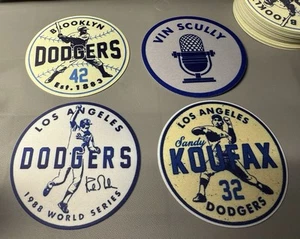 BROOKLYN
DODGERS
42
Est. 1883
VIN SCULLY
LOS ANGELES
DODGERS
1988 WORLD SERIES
LOS ANGELES
Sandy
KOUFAX
32
DODGERS